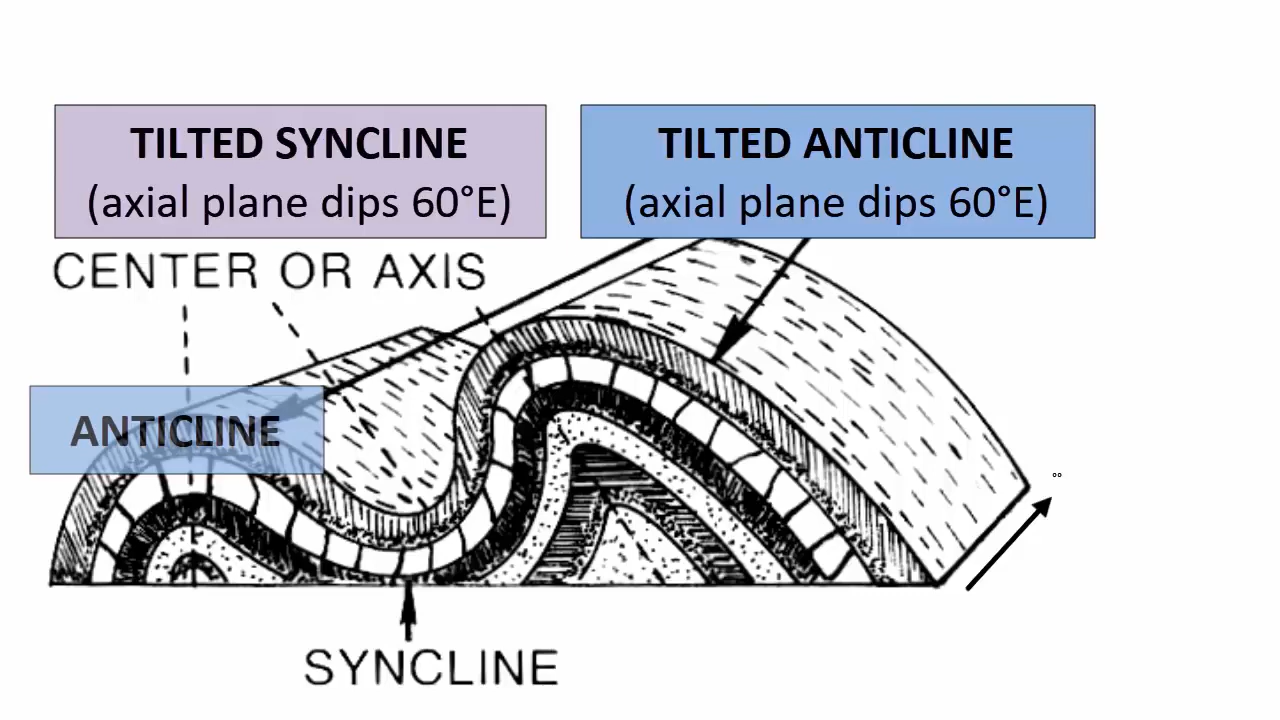 TILTED SYNCLINE
(axial plane dips 60°E)
TILTED ANTICLINE
(axial plane dips 60°E)
CENTER OR AXIS
ANTICLINE
°°
SYNCLINE